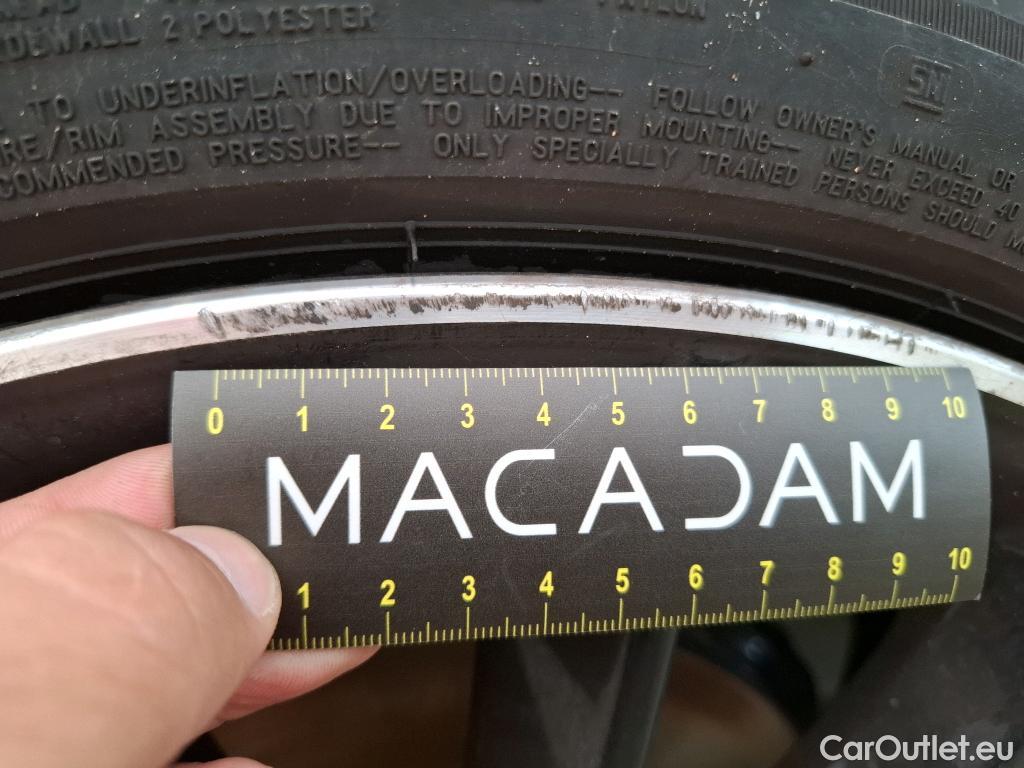 SIDEWALL 2 POLYESTER
NYLON
SN
TO UNDERINFLATION/OVERLOADING-- FOLLOW OWNER'S MANUAL OR
RE/RIM ASSEMBLY DUE TO IMPROPER MOUNTING-- NEVER EXCEED 40
COMMENDED PRESSURE-- ONLY SPECIALLY TRAINED PERSONS SHOULD M
0 1 2 3 4 5 6 7 8 9 10
MACADAM
1 2 3 4 5 6 7 8 9 10
CarOutlet.eu